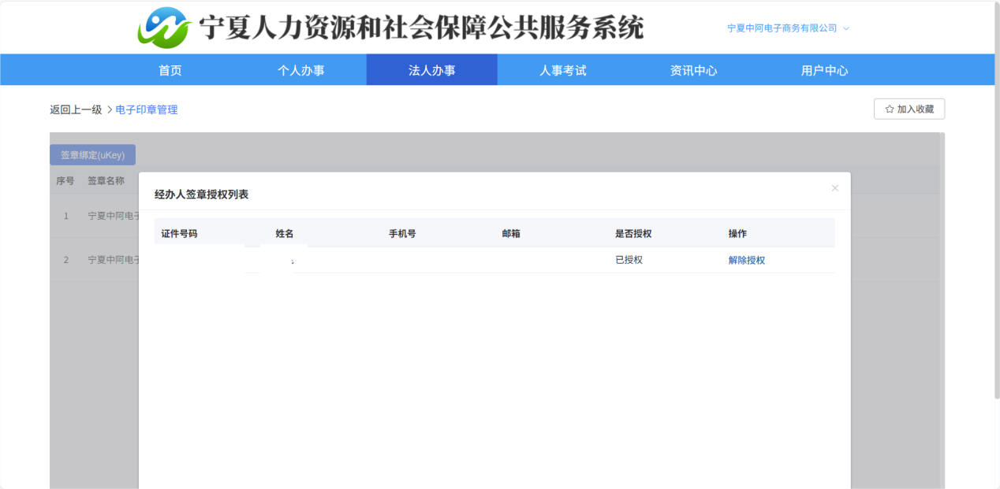 宁夏人力资源和社会保障公共服务系统
宁夏中阿电子商务有限公司
首页 个人办事 法人办事 人事考试 资讯中心 用户中心
返回上一级 > 电子印章管理
加入收藏
签章绑定(uKey)
序号 签章名称
经办人签章授权列表
证件号码 姓名 手机号 邮箱 是否授权 操作
1 宁夏中阿电子
已授权 解除授权
2 宁夏中阿电子